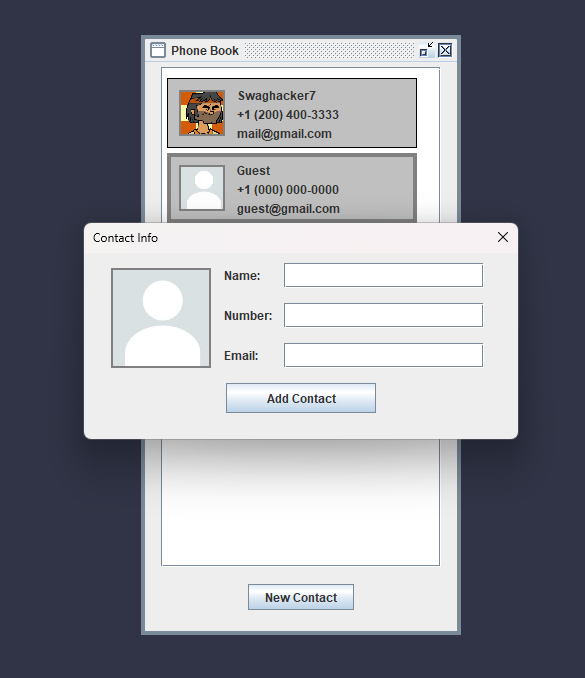 Phone Book
Swaghacker7
+1 (200) 400-3333
mail@gmail.com
Guest
+1 (000) 000-0000
guest@gmail.com
Contact Info
Name:
Number:
Email:
Add Contact
New Contact